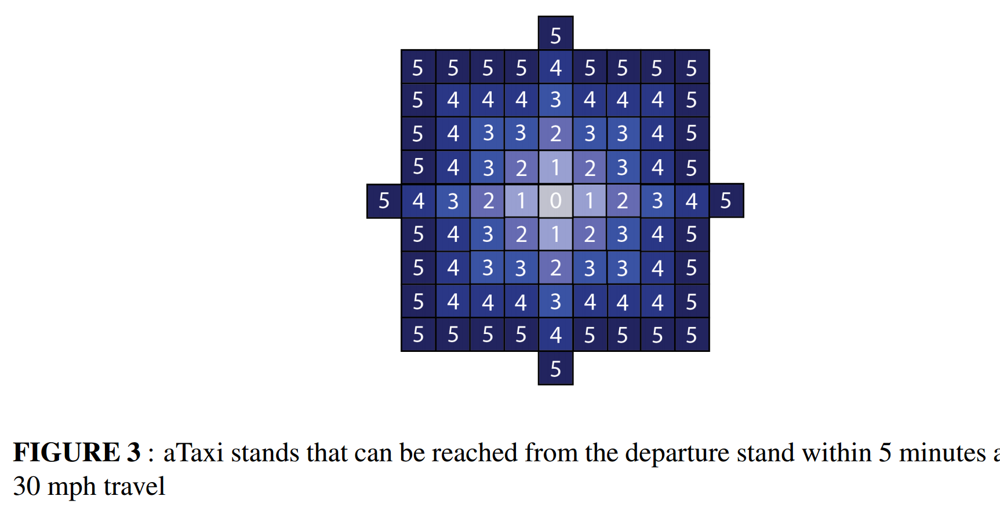 5
5 5 5 5 4 5 5 5 5
5 4 4 4 3 4 4 4 5
5 4 3 3 2 3 3 4 5
5 4 3 2 1 2 3 4 5
5 4 3 2 1 0 1 2 3 4 5
5 4 3 2 1 2 3 4 5
5 4 3 3 2 3 3 4 5
5 4 4 4 3 4 4 4 5
5 5 5 5 4 5 5 5 5
5
FIGURE 3 : aTaxi stands that can be reached from the departure stand within 5 minutes
30 mph travel